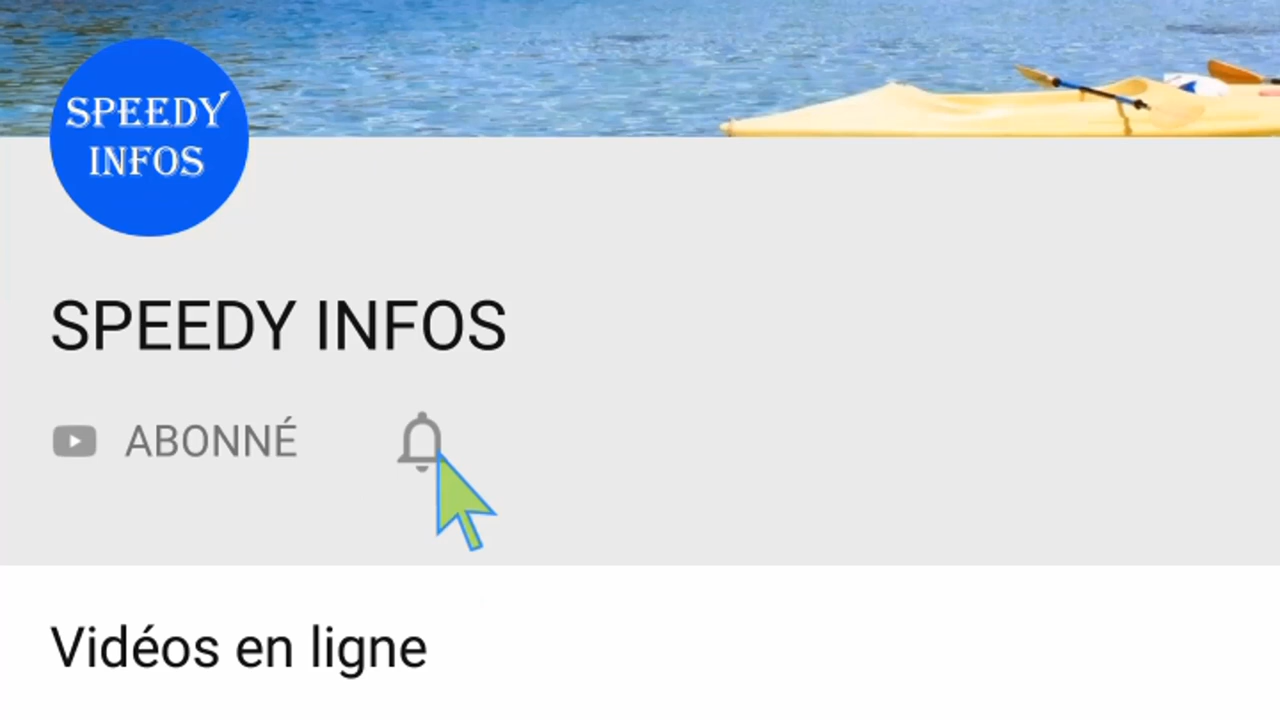 SPEEDY
INFOS
SPEEDY INFOS
ABONNÉ
Vidéos en ligne